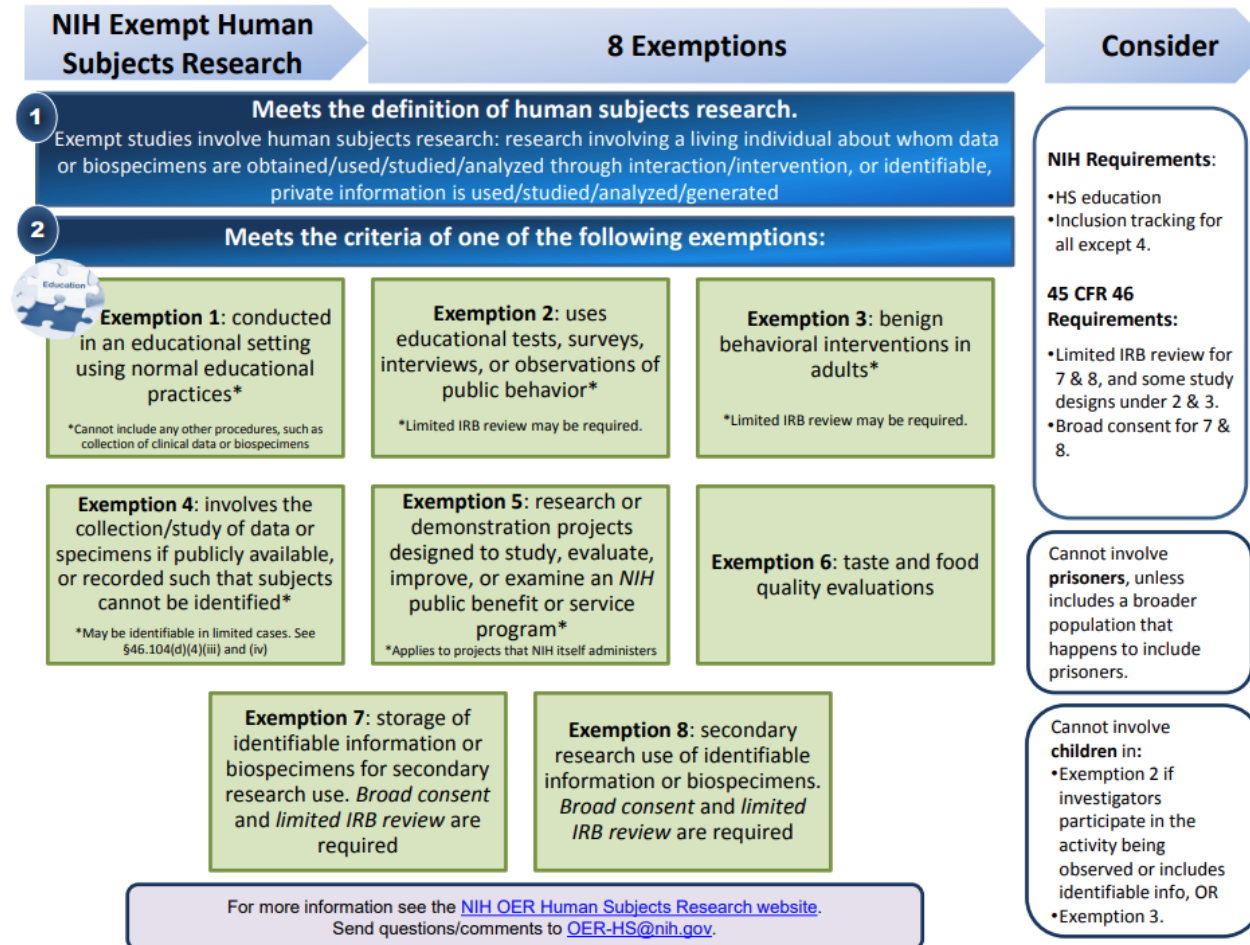 NIH Exempt Human
Subjects Research
8 Exemptions
Consider
1
Meets the definition of human subjects research.
Exempt studies involve human subjects research: research involving a living individual about whom data
or biospecimens are obtained/used/studied/analyzed through interaction/intervention, or identifiable,
private information is used/studied/analyzed/generated
2
Meets the criteria of one of the following exemptions:
Education
Exemption 1: conducted
in an educational setting
using normal educational
practices*
*Cannot include any other procedures, such as
collection of clinical data or biospecimens
Exemption 2: uses
educational tests, surveys,
interviews, or observations of
public behavior*
*Limited IRB review may be required.
Exemption 3: benign
behavioral interventions in
adults*
*Limited IRB review may be required.
Exemption 4: involves the
collection/study of data or
specimens if publicly available,
or recorded such that subjects
cannot be identified*
*May be identifiable in limited cases. See
§46.104(d)(4)(iii) and (iv)
Exemption 5: research or
demonstration projects
designed to study, evaluate,
improve, or examine an NIH
public benefit or service
program*
*Applies to projects that NIH itself administers
Exemption 6: taste and food
quality evaluations
Exemption 7: storage of
identifiable information or
biospecimens for secondary
research use. Broad consent
and limited IRB review are
required
Exemption 8: secondary
research use of identifiable
information or biospecimens.
Broad consent and limited
IRB review are required
For more information see the NIH OER Human Subjects Research website.
Send questions/comments to OER-HS@nih.gov.
NIH Requirements:
•HS education
•Inclusion tracking for
all except 4.
45 CFR 46
Requirements:
•Limited IRB review for
7 & 8, and some study
designs under 2 & 3.
•Broad consent for 7 &
8.
Cannot involve
prisoners, unless
includes a broader
population that
happens to include
prisoners.
Cannot involve
children in:
•Exemption 2 if
investigators
participate in the
activity being
observed or includes
identifiable info, OR
•Exemption 3.